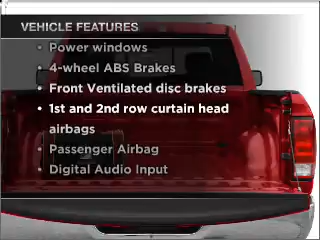 VEHICLE FEATURES
• Power windows
• 4-wheel ABS Brakes
• Front Ventilated disc brakes
• 1st and 2nd row curtain head
airbags
• Passenger Airbag
• Digital Audio Input